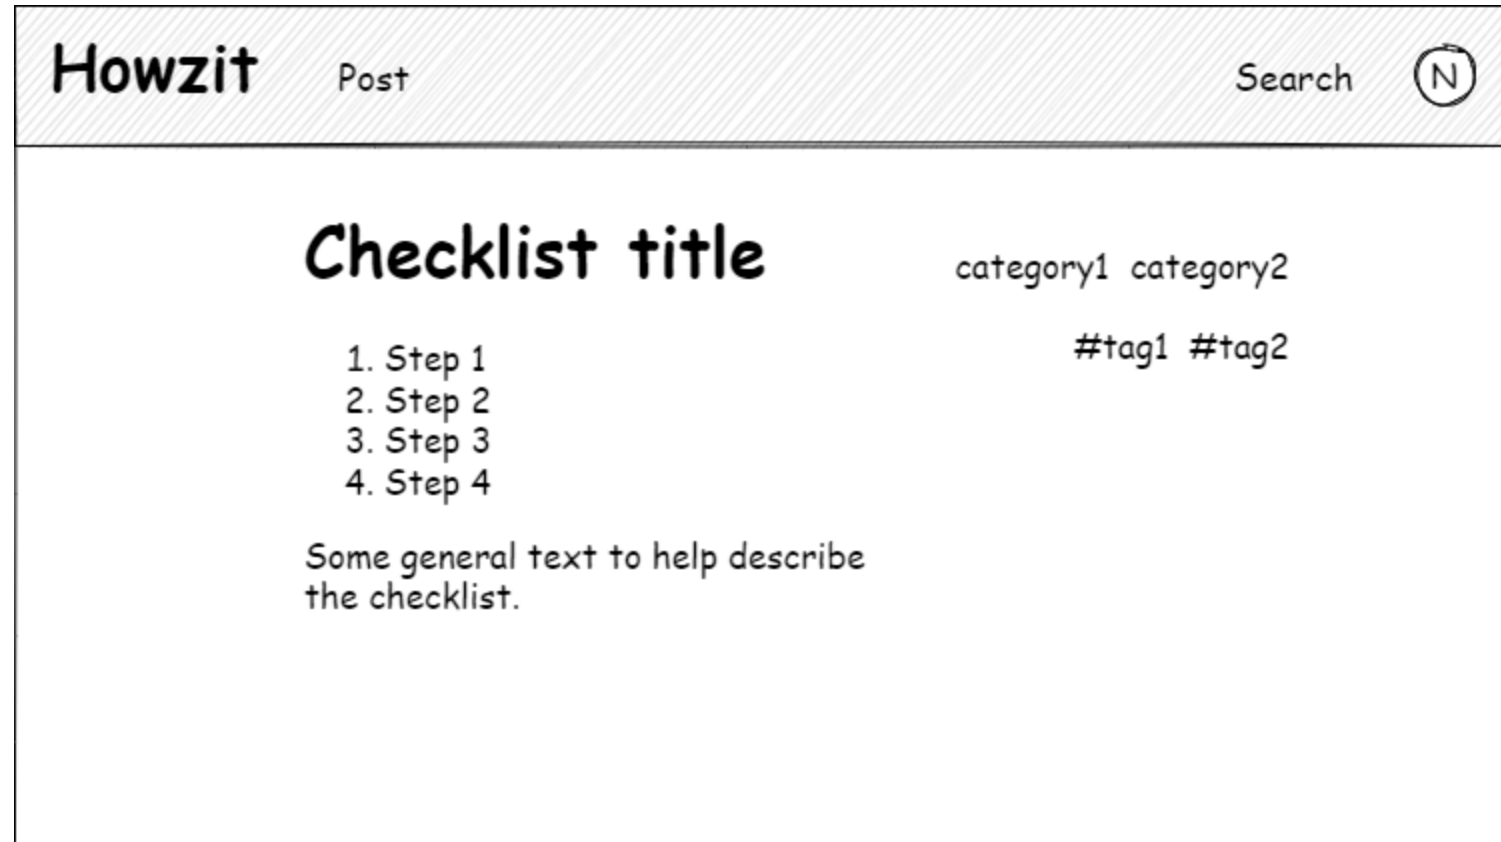 Howzit Post Search N
Checklist title
category1 category2
#tag1 #tag2
1. Step 1
2. Step 2
3. Step 3
4. Step 4
Some general text to help describe
the checklist.